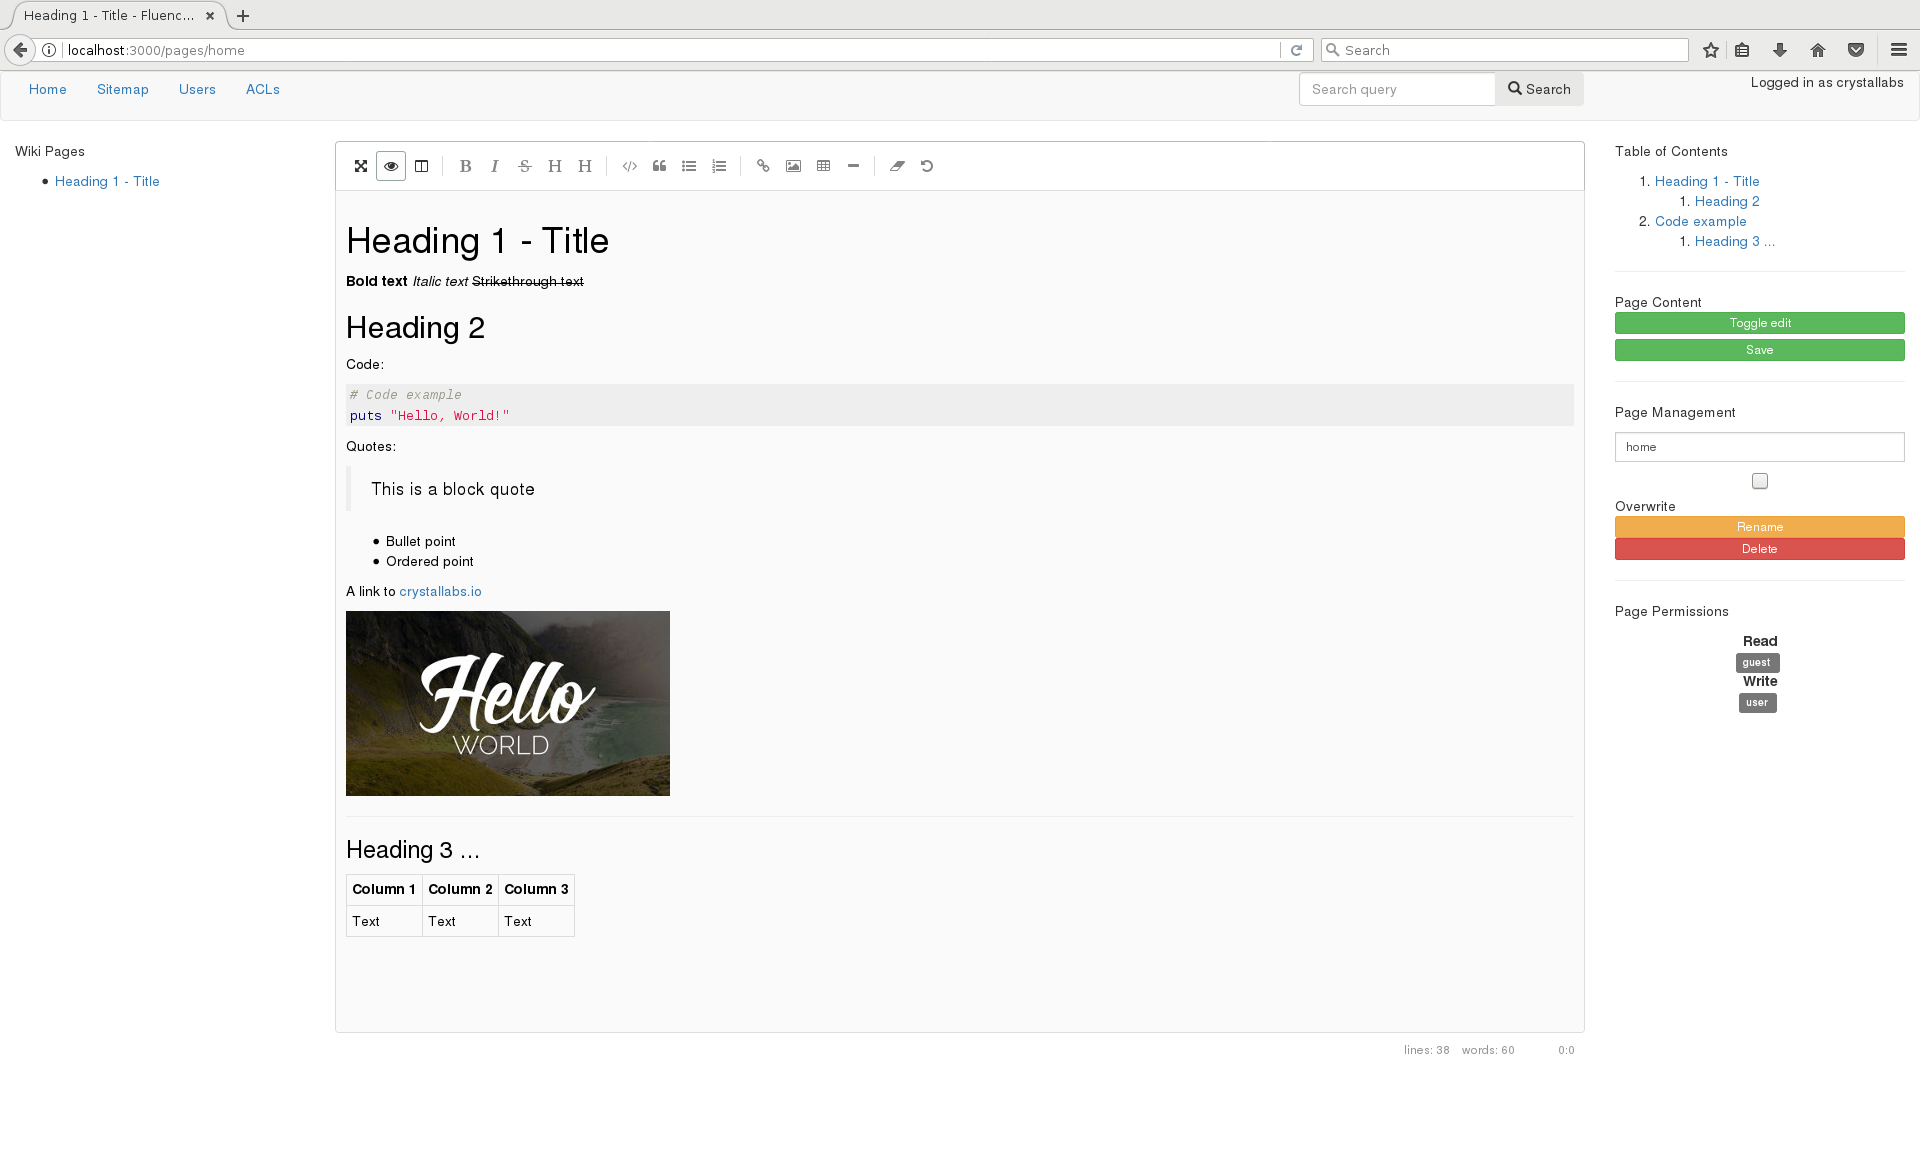 Heading 1 - Title - Fluenc...
localhost:3000/pages/home
Search
Home Sitemap Users ACLs
Search query
Search
Logged in as crystallabs
Wiki Pages
Heading 1 - Title
B I S H H
Heading 1 - Title
Bold text Italic text Strikethrough text
Heading 2
Code:
# Code example
puts "Hello, World!"
Quotes:
This is a block quote
Bullet point
Ordered point
A link to crystallabs.io
Hello
WORLD
Heading 3 ...
Column 1 Column 2 Column 3
Text Text Text
lines: 38 words: 60 0:0
Table of Contents
1. Heading 1 - Title
1. Heading 2
2. Code example
1. Heading 3 ...
Page Content
Toggle edit
Save
Page Management
home
Overwrite
Rename
Delete
Page Permissions
Read
guest
Write
user